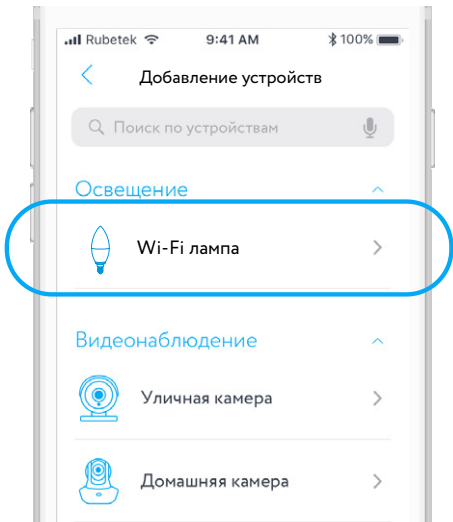 Rubetek 9:41 AM 100%
Добавление устройств
Поиск по устройствам
Освещение
Wi-Fi лампа
Видеонаблюдение
Уличная камера
Домашняя камера